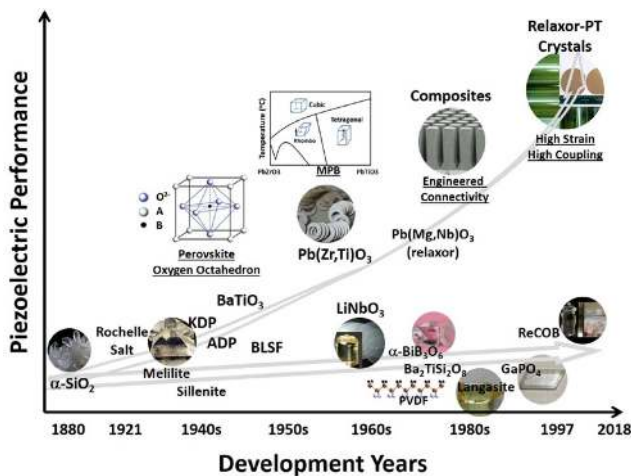 Relaxor-PT
Crystals
High Strain
High Coupling
Composites
Engineered
Connectivity
Temperature (°C)
Cubic
Rhombo
Tetragonal
PbZrO3
MPB
PbTiO3
O²⁻
A
B
Perovskite
Oxygen Octahedron
Pb(Zr,Ti)O₃
Pb(Mg,Nb)O₃
(relaxor)
BaTiO₃
LiNbO₃
KDP
Rochelle
Salt
ADP
BLSF
ReCOB
α-SiO₂
Melilite
Sillenite
α-BiB₃O₆
Ba₂TiSi₂O₈
GaPO₄
Langasite
PVDF
Piezoelectric Performance
1880
1921
1940s
1950s
1960s
1980s
1997
2018
Development Years